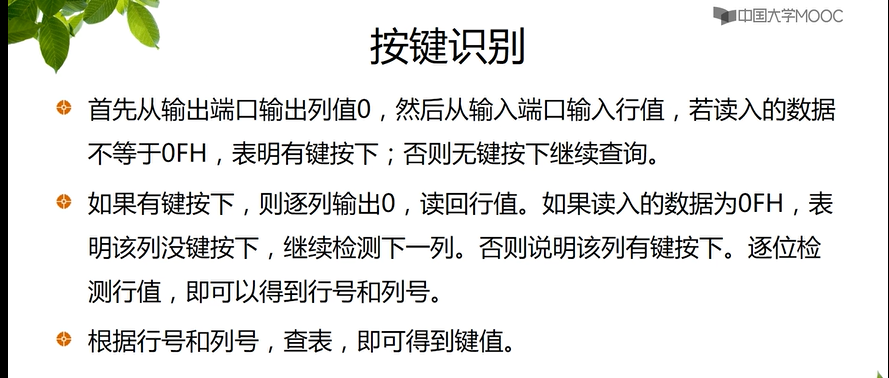 中国大学MOOC
按键识别
首先从输出端口输出列值0，然后从输入端口输入行值，若读入的数据
不等于0FH，表明有键按下；否则无键按下继续查询。
如果有键按下，则逐列输出0，读回行值。如果读入的数据为0FH，表
明该列没键按下，继续检测下一列。否则说明该列有键按下。逐位检
测行值，即可以得到行号和列号。
根据行号和列号，查表，即可得到键值。